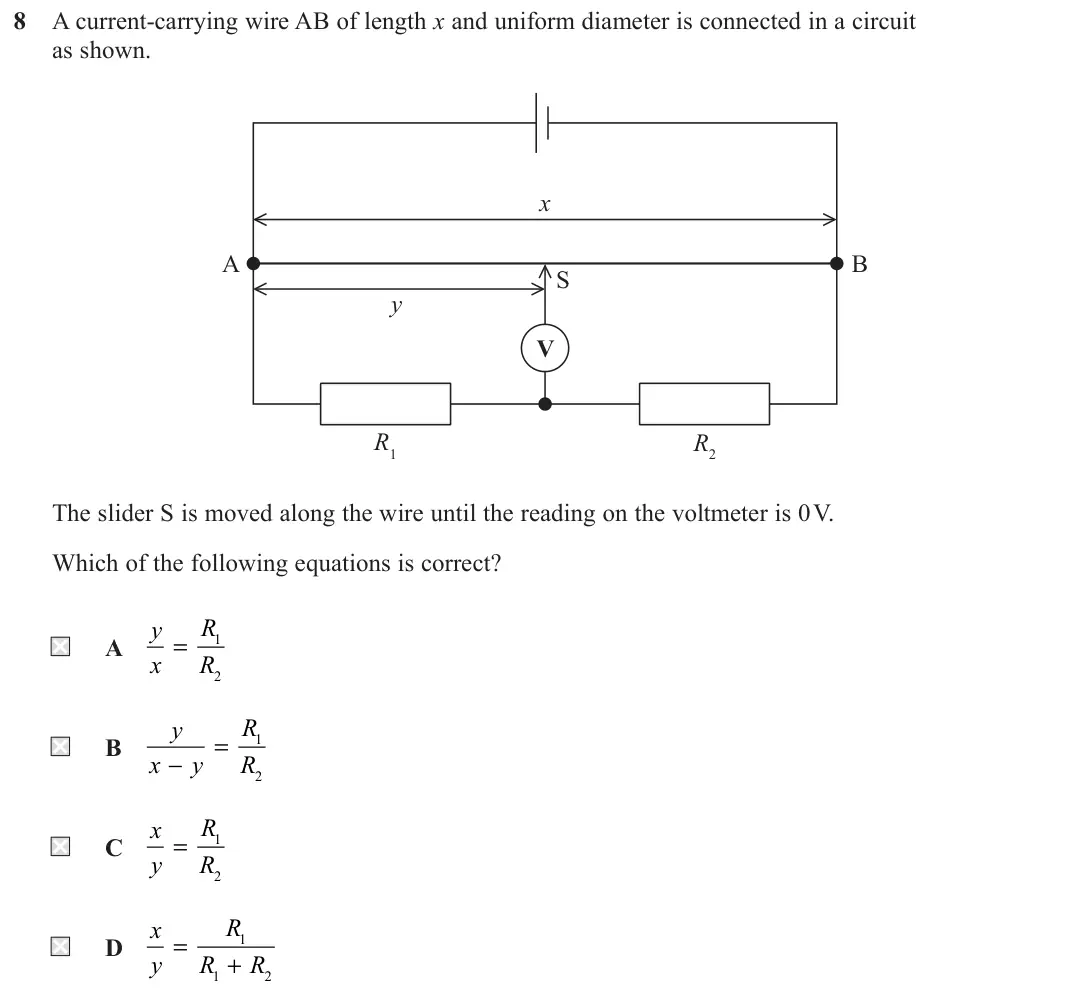 8 A current-carrying wire AB of length x and uniform diameter is connected in a circuit
as shown.
x
A
B
S
y
V
R₁
R₂
The slider S is moved along the wire until the reading on the voltmeter is 0 V.
Which of the following equations is correct?
A y/x = R₁/R₂
B y/(x − y) = R₁/R₂
C x/y = R₁/R₂
D x/y = R₁/(R₁ + R₂)